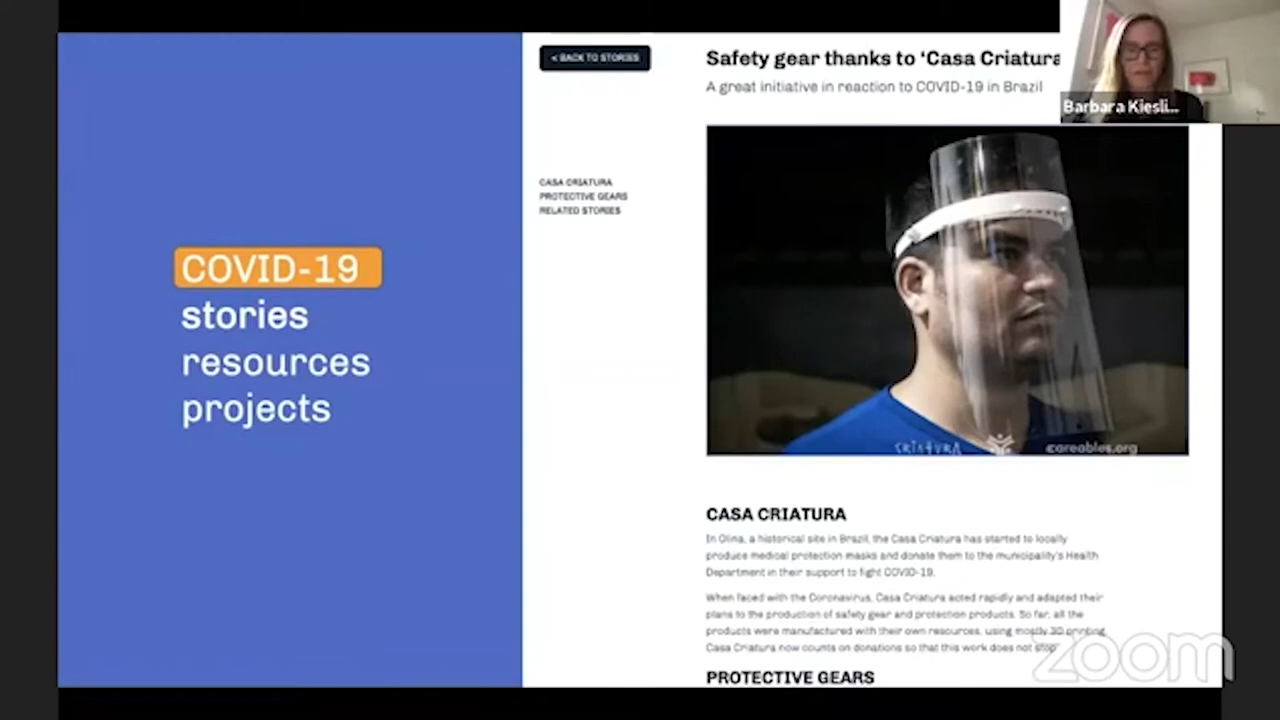 COVID-19
stories
resources
projects
< BACK TO STORIES
CASA CRIATURA
PROTECTIVE GEARS
RELATED STORIES
Safety gear thanks to ‘Casa Criatura
A great initiative in reaction to COVID-19 in Brazil
Barbara Kiesli...
CRIATURA
careables.org
CASA CRIATURA
In Olina, a historical site in Brazil, the Casa Criatura has started to locally
produce medical protection masks and donate them to the municipality's Health
Department in their support to fight COVID-19.
When faced with the Coronavirus, Casa Criatura acted rapidly and adapted their
plans to the production of safety gear and protection products. So far, all the
products were manufactured with their own resources, using mostly 3D printing.
Casa Criatura now counts on donations so that this work does not stop
PROTECTIVE GEARS
zoom